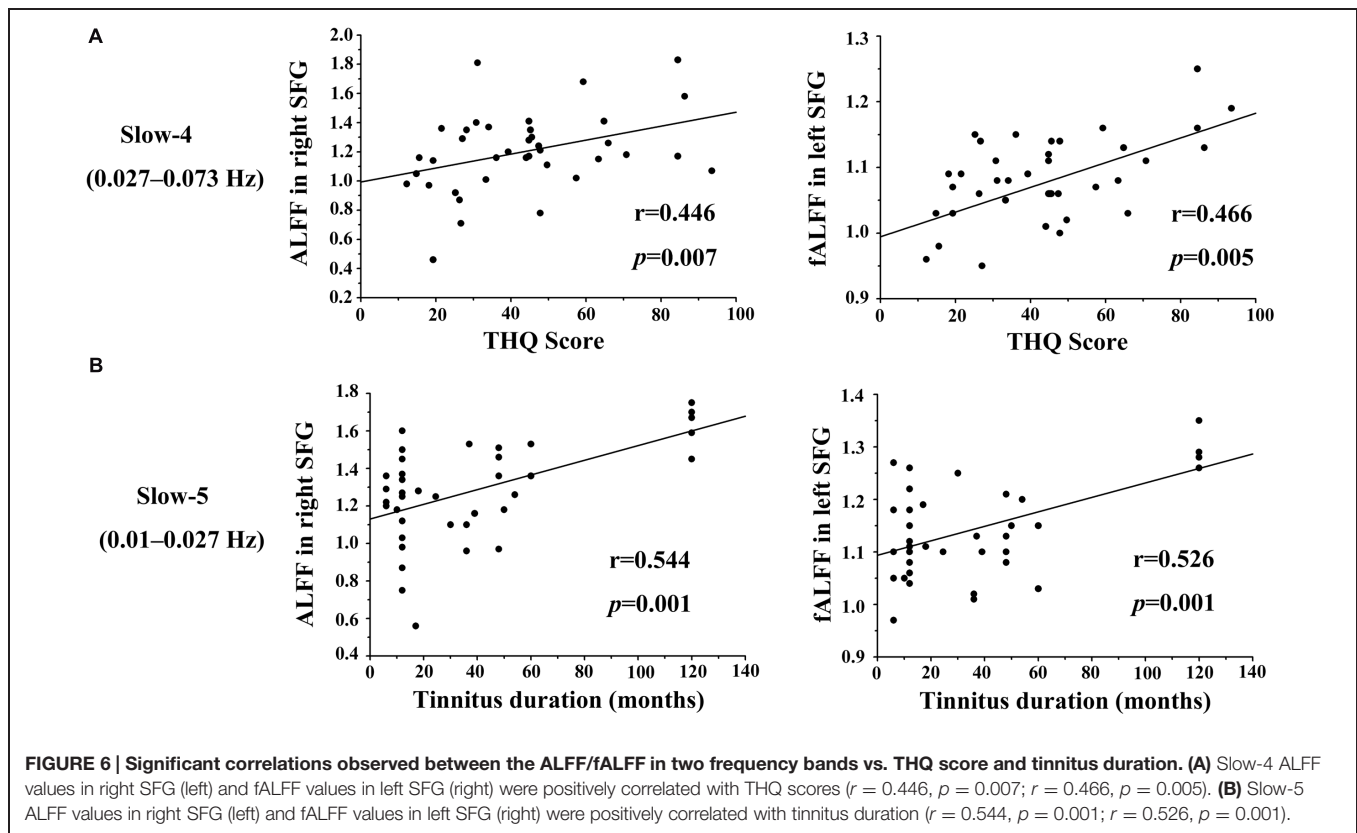 A
Slow-4
(0.027–0.073 Hz)
ALFF in right SFG
2.0
1.8
1.6
1.4
1.2
1.0
0.8
0.6
0.4
0.2
r=0.446
p=0.007
0 20 40 60 80 100
THQ Score
fALFF in left SFG
1.3
1.2
1.1
1.0
0.9
r=0.466
p=0.005
0 20 40 60 80 100
THQ Score
B
Slow-5
(0.01–0.027 Hz)
ALFF in right SFG
1.8
1.6
1.4
1.2
1.0
0.8
0.6
0.4
r=0.544
p=0.001
0 20 40 60 80 100 120 140
Tinnitus duration (months)
fALFF in left SFG
1.4
1.3
1.2
1.1
1.0
0.9
r=0.526
p=0.001
0 20 40 60 80 100 120 140
Tinnitus duration (months)
FIGURE 6 | Significant correlations observed between the ALFF/fALFF in two frequency bands vs. THQ score and tinnitus duration. (A) Slow-4 ALFF
values in right SFG (left) and fALFF values in left SFG (right) were positively correlated with THQ scores (r = 0.446, p = 0.007; r = 0.466, p = 0.005). (B) Slow-5
ALFF values in right SFG (left) and fALFF values in left SFG (right) were positively correlated with tinnitus duration (r = 0.544, p = 0.001; r = 0.526, p = 0.001).